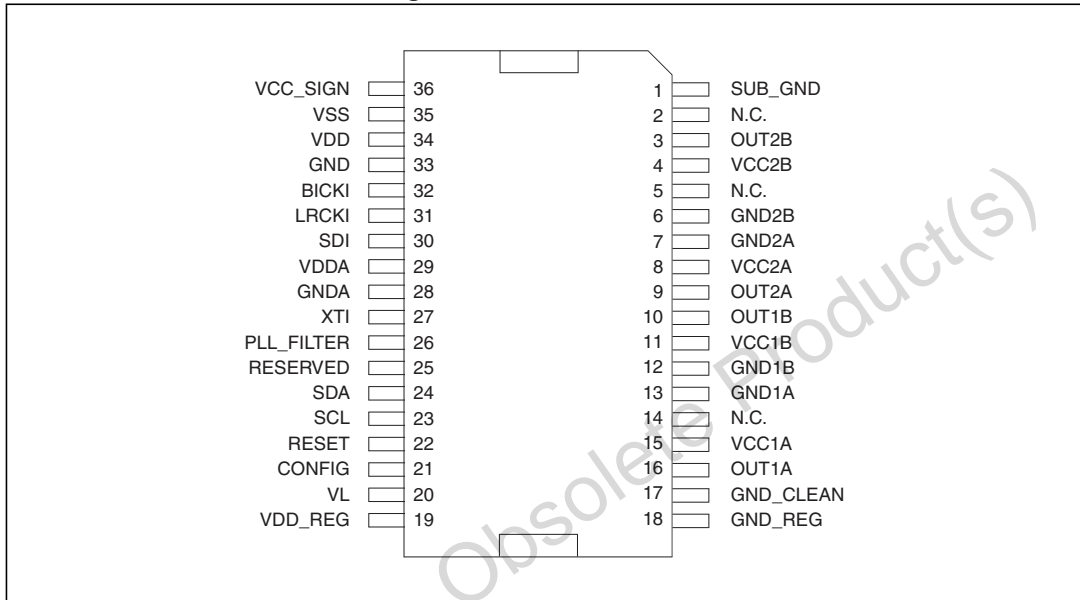 VCC_SIGN 36 1 SUB_GND
VSS 35 2 N.C.
VDD 34 3 OUT2B
GND 33 4 VCC2B
BICKI 32 5 N.C.
LRCKI 31 6 GND2B
SDI 30 7 GND2A
VDDA 29 8 VCC2A
GNDA 28 9 OUT2A
XTI 27 10 OUT1B
PLL_FILTER 26 11 VCC1B
RESERVED 25 12 GND1B
SDA 24 13 GND1A
SCL 23 14 N.C.
RESET 22 15 VCC1A
CONFIG 21 16 OUT1A
VL 20 17 GND_CLEAN
VDD_REG 19 18 GND_REG
Obsolete Product(s)